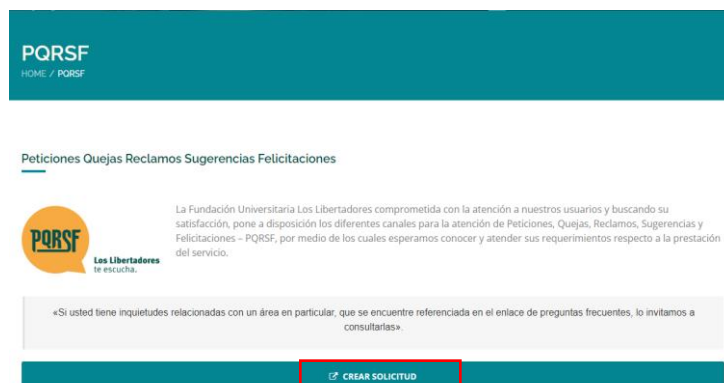 PQRSF
HOME / PQRSF
Peticiones Quejas Reclamos Sugerencias Felicitaciones
La Fundación Universitaria Los Libertadores comprometida con la atención a nuestros usuarios y buscando su
satisfacción, pone a disposición los diferentes canales para la atención de Peticiones, Quejas, Reclamos, Sugerencias y
Felicitaciones – PQRSF, por medio de los cuales esperamos conocer y atender sus requerimientos respecto a la prestación
del servicio.
PQRSF
Los Libertadores
te escucha.
«Si usted tiene inquietudes relacionadas con un área en particular, que se encuentre referenciada en el enlace de preguntas frecuentes, lo invitamos a
consultarlas».
CREAR SOLICITUD